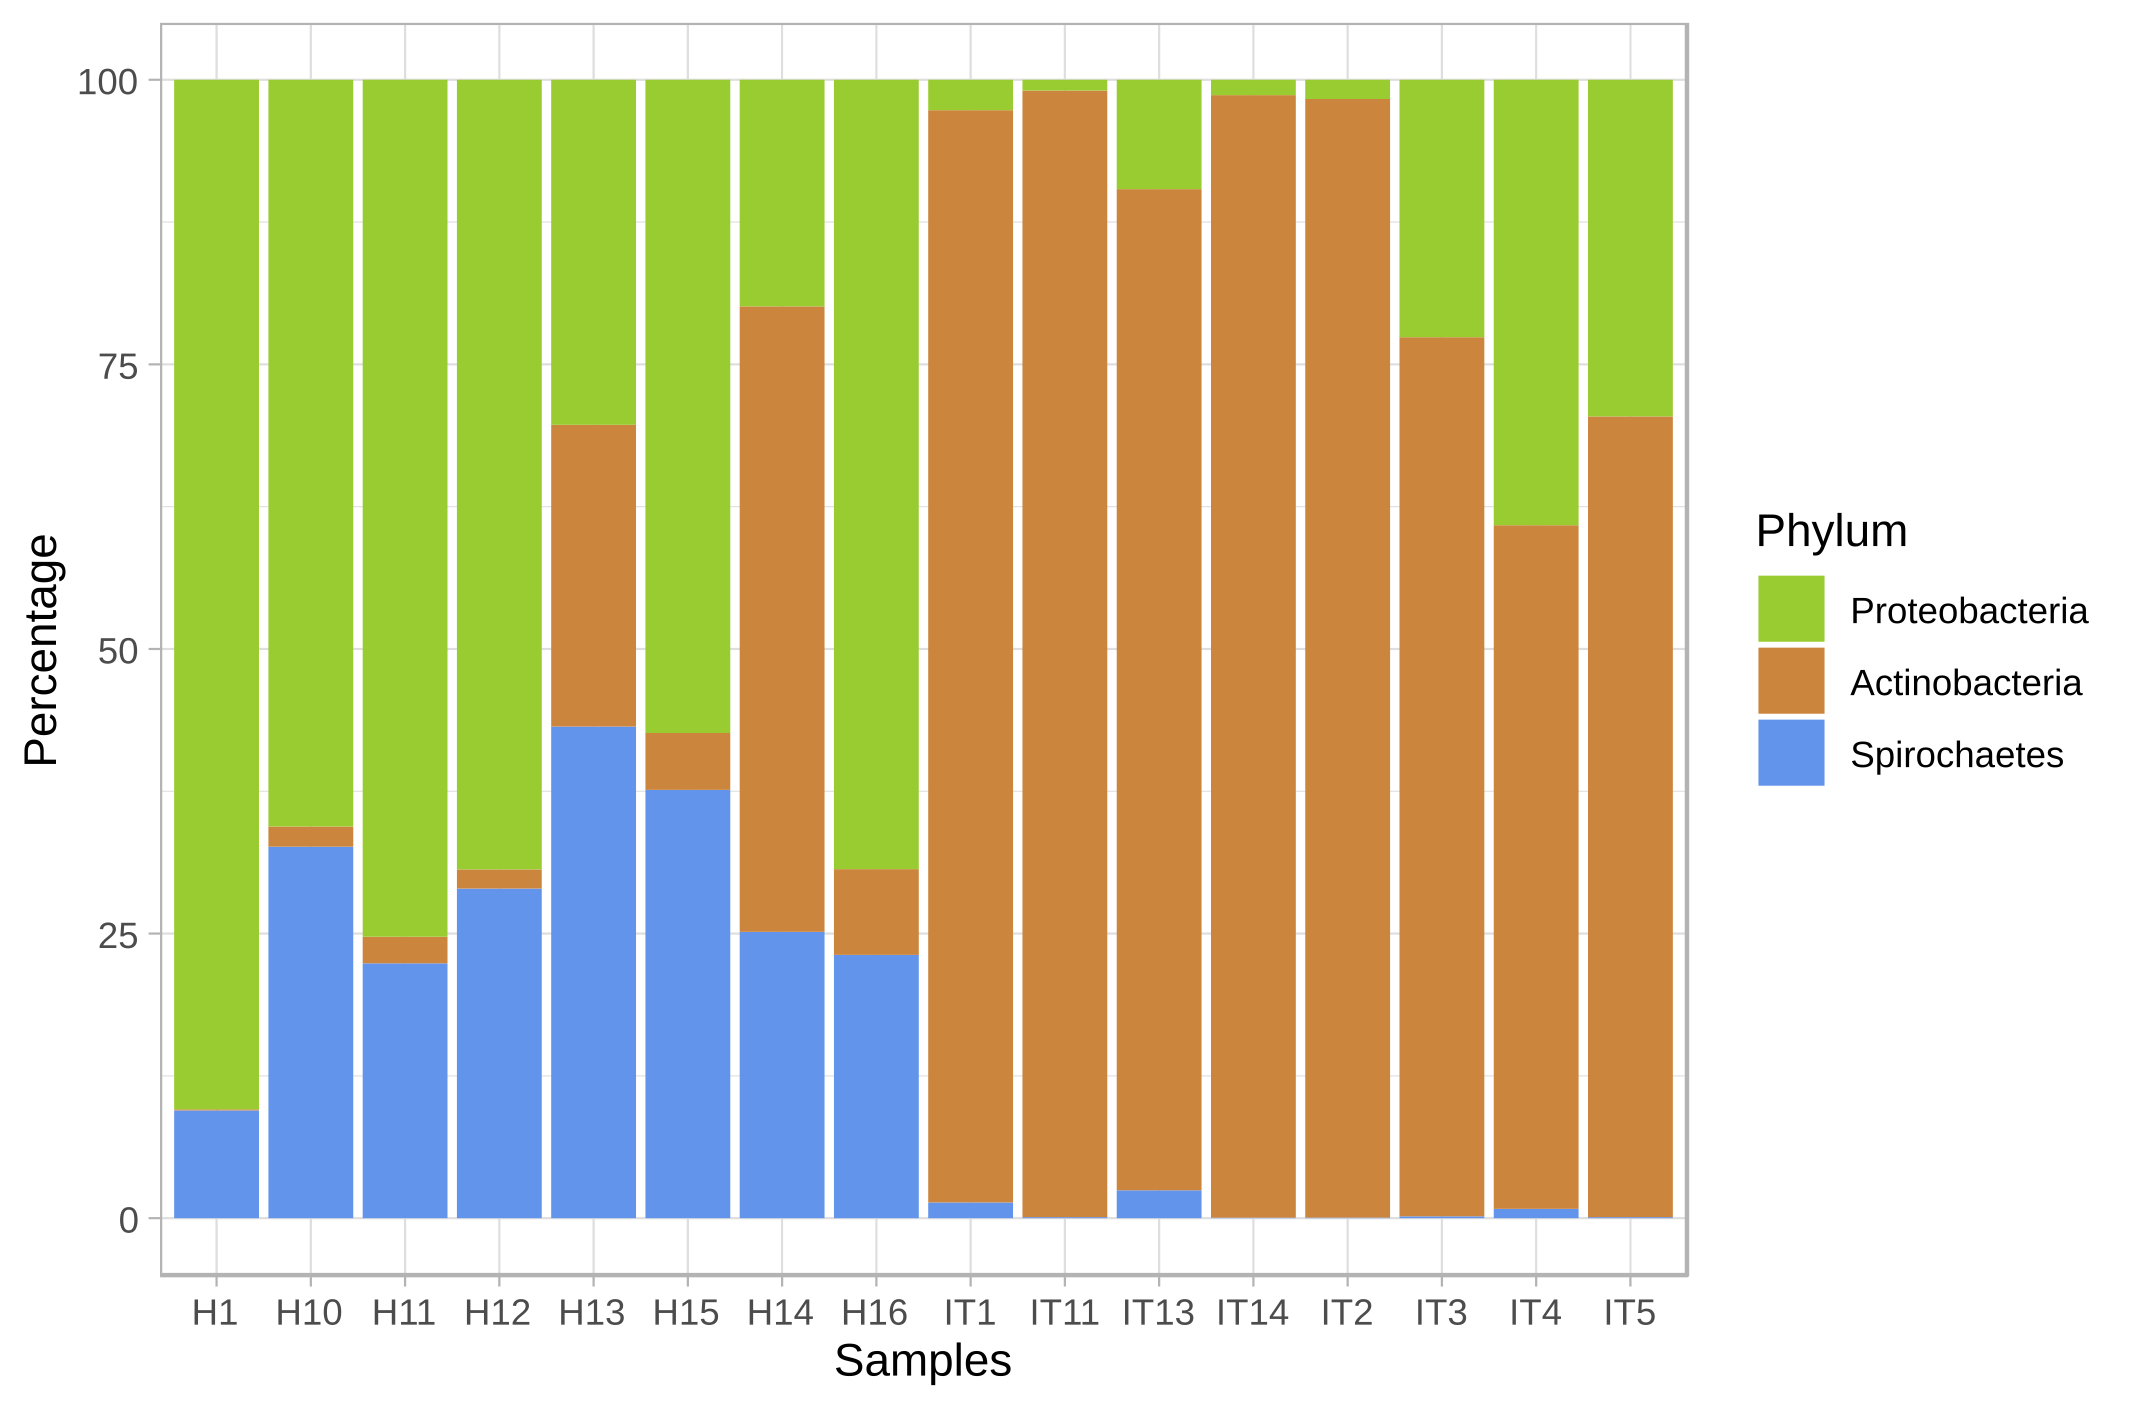 100
75
50
25
0
Percentage
H1 H10 H11 H12 H13 H15 H14 H16 IT1 IT11 IT13 IT14 IT2 IT3 IT4 IT5
Samples
Phylum
Proteobacteria
Actinobacteria
Spirochaetes